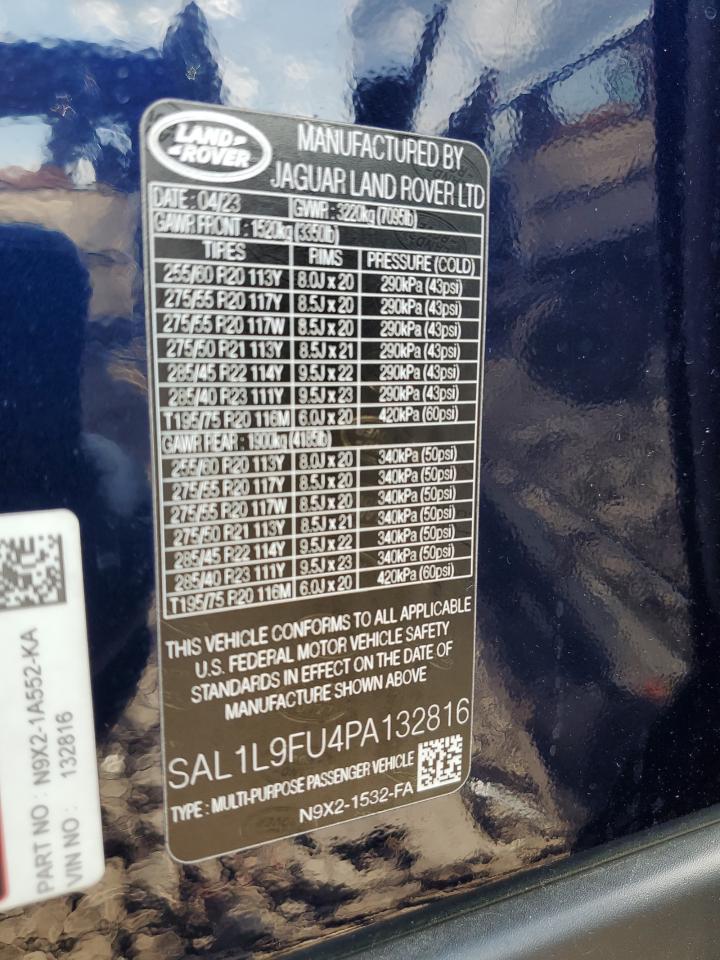 LAND ROVER
MANUFACTURED BY
JAGUAR LAND ROVER LTD
DATE : 04/23 GVWR : 3220kg (7095lb)
GAWR FRONT : 1520kg (3350lb)
TIRES RIMS PRESSURE (COLD)
255/60 R20 113Y 8.0J x 20 290kPa (43psi)
275/55 R20 117Y 8.5J x 20 290kPa (43psi)
275/55 R20 117W 8.5J x 20 290kPa (43psi)
275/50 R21 113Y 8.5J x 21 290kPa (43psi)
285/45 R22 114Y 9.5J x 22 290kPa (43psi)
285/40 R23 111Y 9.5J x 23 290kPa (43psi)
T195/75 R20 116M 6.0J x 20 420kPa (60psi)
GAWR REAR : 1900kg (4185lb)
255/60 R20 113Y 8.0J x 20 340kPa (50psi)
275/55 R20 117Y 8.5J x 20 340kPa (50psi)
275/55 R20 117W 8.5J x 20 340kPa (50psi)
275/50 R21 113Y 8.5J x 21 340kPa (50psi)
285/45 R22 114Y 9.5J x 22 340kPa (50psi)
285/40 R23 111Y 9.5J x 23 340kPa (50psi)
T195/75 R20 116M 6.0J x 20 420kPa (60psi)
THIS VEHICLE CONFORMS TO ALL APPLICABLE
U.S. FEDERAL MOTOR VEHICLE SAFETY
STANDARDS IN EFFECT ON THE DATE OF
MANUFACTURE SHOWN ABOVE
SAL1L9FU4PA132816
TYPE : MULTI-PURPOSE PASSENGER VEHICLE
N9X2-1532-FA
PART NO : N9X2-1A552-KA
VIN NO : 132816